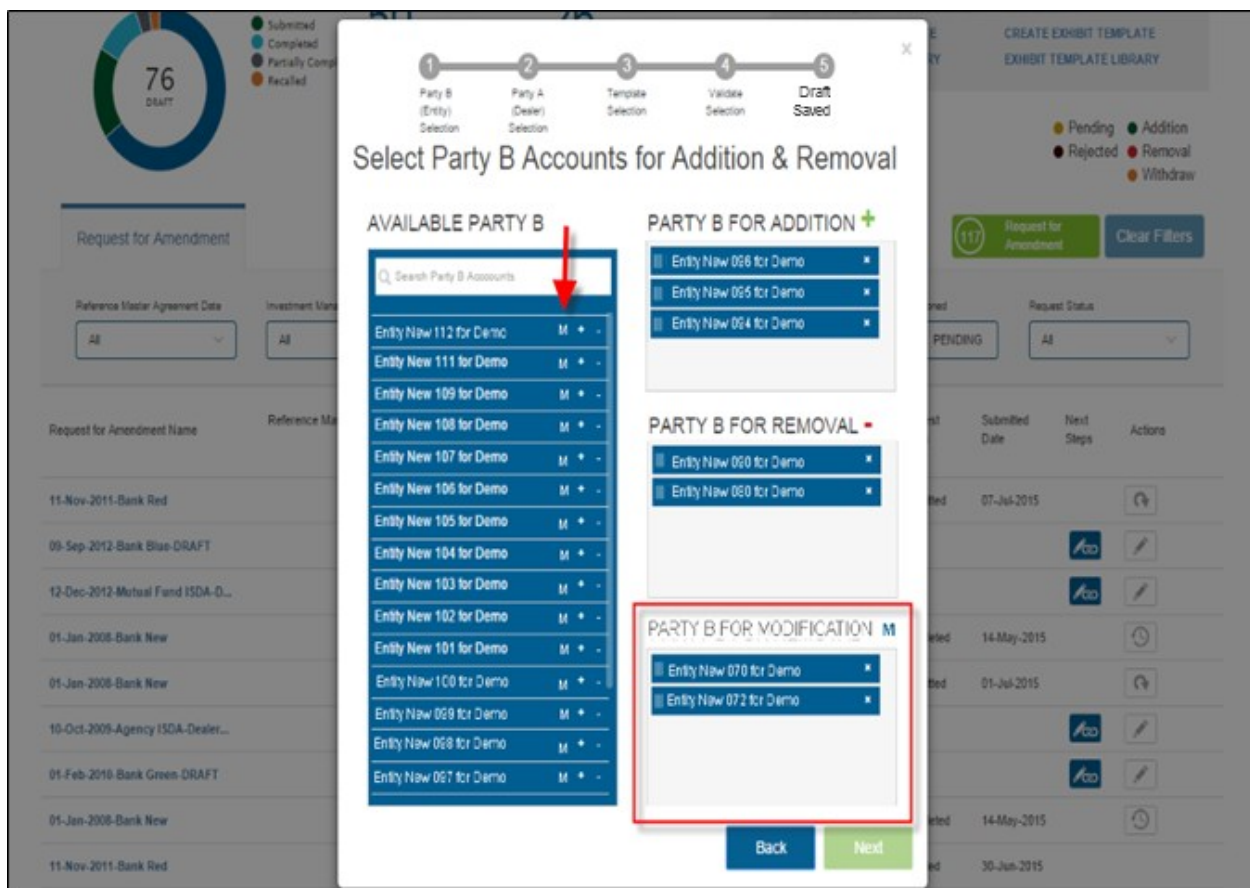 Submitted
Completed
Partially Compl
Recalled
76
DRAFT
CREATE EXHIBIT TEMPLATE
EXHIBIT TEMPLATE LIBRARY
Pending
Addition
Rejected
Removal
Withdraw
x
1
2
3
4
5
Party B
(Entity)
Selection
Party A
(Dealer)
Selection
Template
Selection
Validate
Selection
Draft
Saved
Select Party B Accounts for Addition & Removal
AVAILABLE PARTY B
Search Party B Accounts
Entity New 112 for Demo M + -
Entity New 111 for Demo M + -
Entity New 109 for Demo M + -
Entity New 108 for Demo M + -
Entity New 107 for Demo M + -
Entity New 106 for Demo M + -
Entity New 105 for Demo M + -
Entity New 104 for Demo M + -
Entity New 103 for Demo M + -
Entity New 102 for Demo M + -
Entity New 101 for Demo M + -
Entity New 100 for Demo M + -
Entity New 099 for Demo M + -
Entity New 098 for Demo M + -
Entity New 097 for Demo M + -
PARTY B FOR ADDITION +
Entity New 096 for Demo x
Entity New 095 for Demo x
Entity New 094 for Demo x
PARTY B FOR REMOVAL -
Entity New 090 for Demo x
Entity New 080 for Demo x
PARTY B FOR MODIFICATION M
Entity New 070 for Demo x
Entity New 072 for Demo x
Back
Next
Request for Amendment
117
Request for
Amendment
Clear Filters
Reference Master Agreement Date
All
Investment Mana
All
PENDING
Request Status
All
Request for Amendment Name
Reference Ma
Submitted
Date
Next
Steps
Actions
11-Nov-2011-Bank Red
07-Jul-2015
09-Sep-2012-Bank Blue-DRAFT
12-Dec-2012-Mutual Fund ISDA-D...
01-Jan-2008-Bank New
14-May-2015
01-Jan-2008-Bank New
01-Jul-2015
10-Oct-2009-Agency ISDA-Dealer...
01-Feb-2010-Bank Green-DRAFT
01-Jan-2008-Bank New
14-May-2015
11-Nov-2011-Bank Red
30-Jun-2015